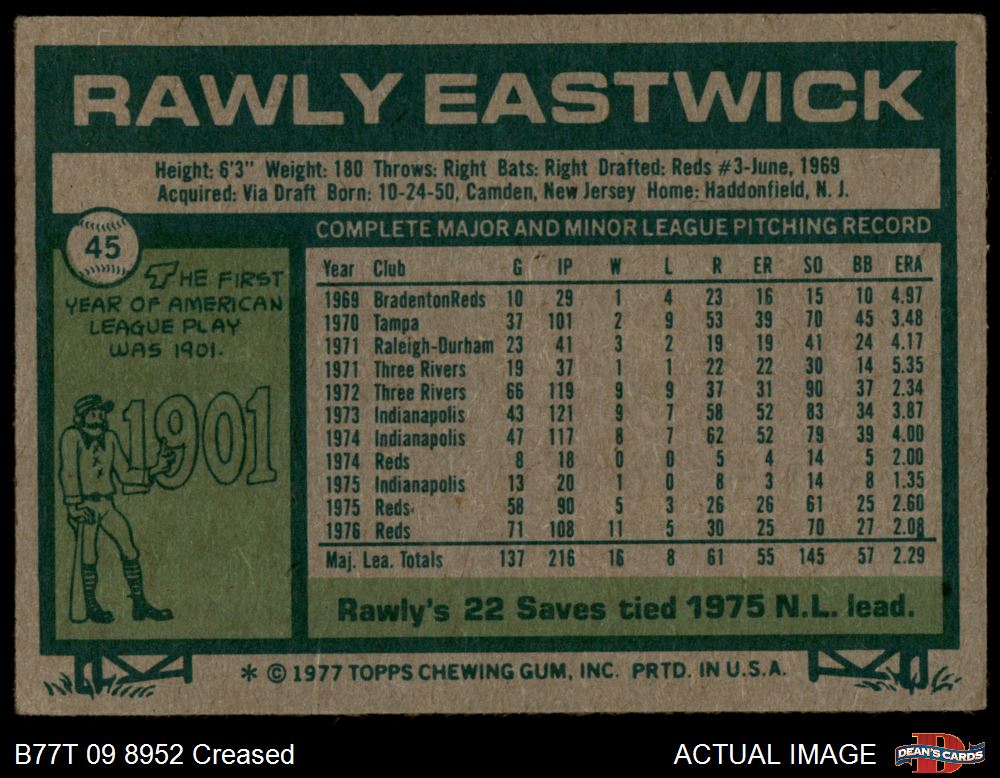 RAWLY EASTWICK
Height: 6'3" Weight: 180 Throws: Right Bats: Right Drafted: Reds #3-June, 1969
Acquired: Via Draft Born: 10-24-50, Camden, New Jersey Home: Haddonfield, N. J.
45
THE FIRST
YEAR OF AMERICAN
LEAGUE PLAY
WAS 1901.
1901
COMPLETE MAJOR AND MINOR LEAGUE PITCHING RECORD
Year Club G IP W L R ER SO BB ERA
1969 BradentonReds 10 29 1 4 23 16 15 10 4.97
1970 Tampa 37 101 2 9 53 39 70 45 3.48
1971 Raleigh-Durham 23 41 3 2 19 19 41 24 4.17
1971 Three Rivers 19 37 1 1 22 22 30 14 5.35
1972 Three Rivers 66 119 9 9 37 31 90 37 2.34
1973 Indianapolis 43 121 9 7 58 52 83 34 3.87
1974 Indianapolis 47 117 8 7 62 52 79 39 4.00
1974 Reds 8 18 0 0 5 4 14 5 2.00
1975 Indianapolis 13 20 1 0 8 3 14 8 1.35
1975 Reds 58 90 5 3 26 26 61 25 2.60
1976 Reds 71 108 11 5 30 25 70 27 2.08
Maj. Lea. Totals 137 216 16 8 61 55 145 57 2.29
Rawly's 22 Saves tied 1975 N.L. lead.
* © 1977 TOPPS CHEWING GUM, INC. PRTD. IN U.S.A.
B77T 09 8952 Creased
ACTUAL IMAGE
D
DEAN'S CARDS